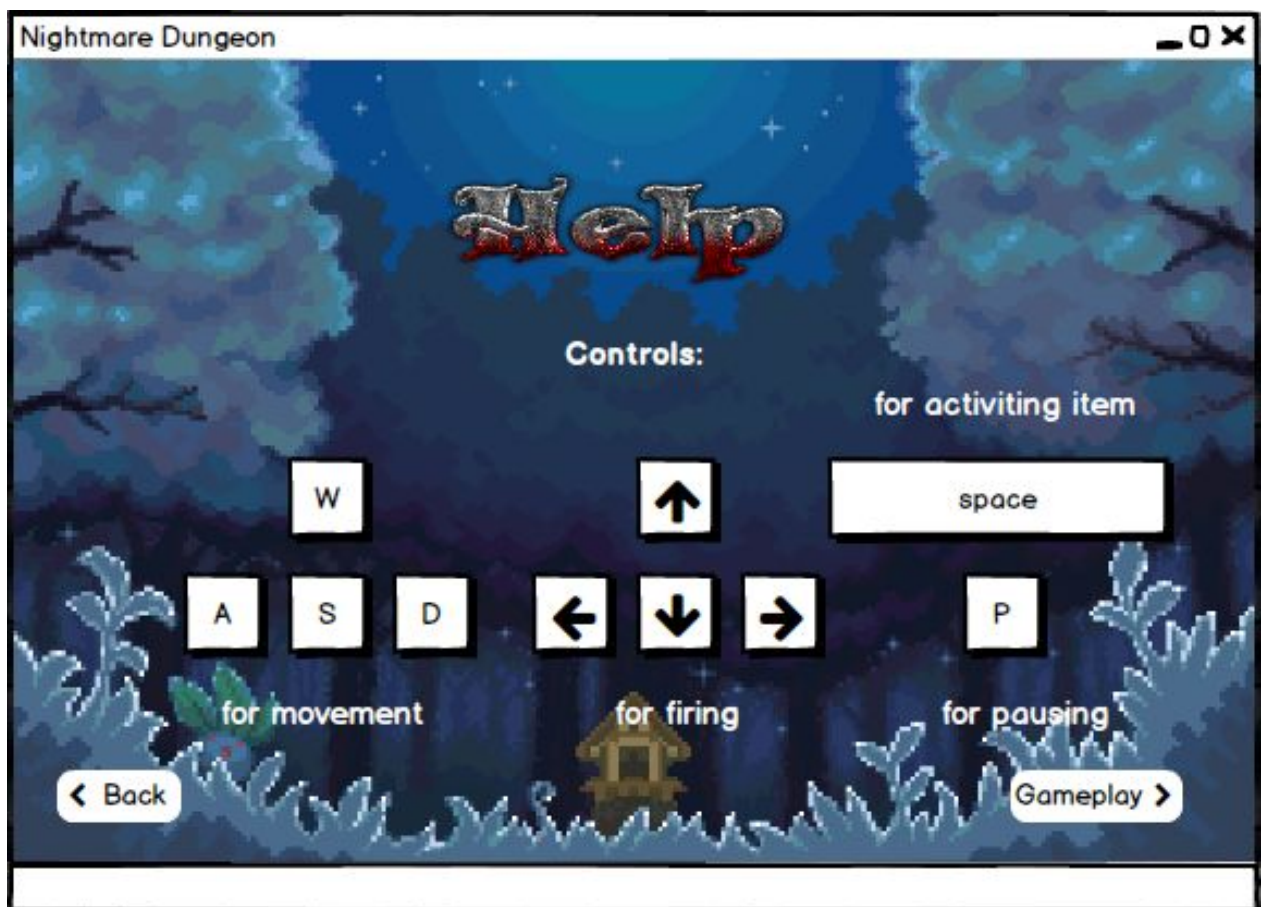 Nightmare Dungeon
Help
Controls:
for activiting item
W
space
A S D
P
for movement
for firing
for pausing
Back
Gameplay